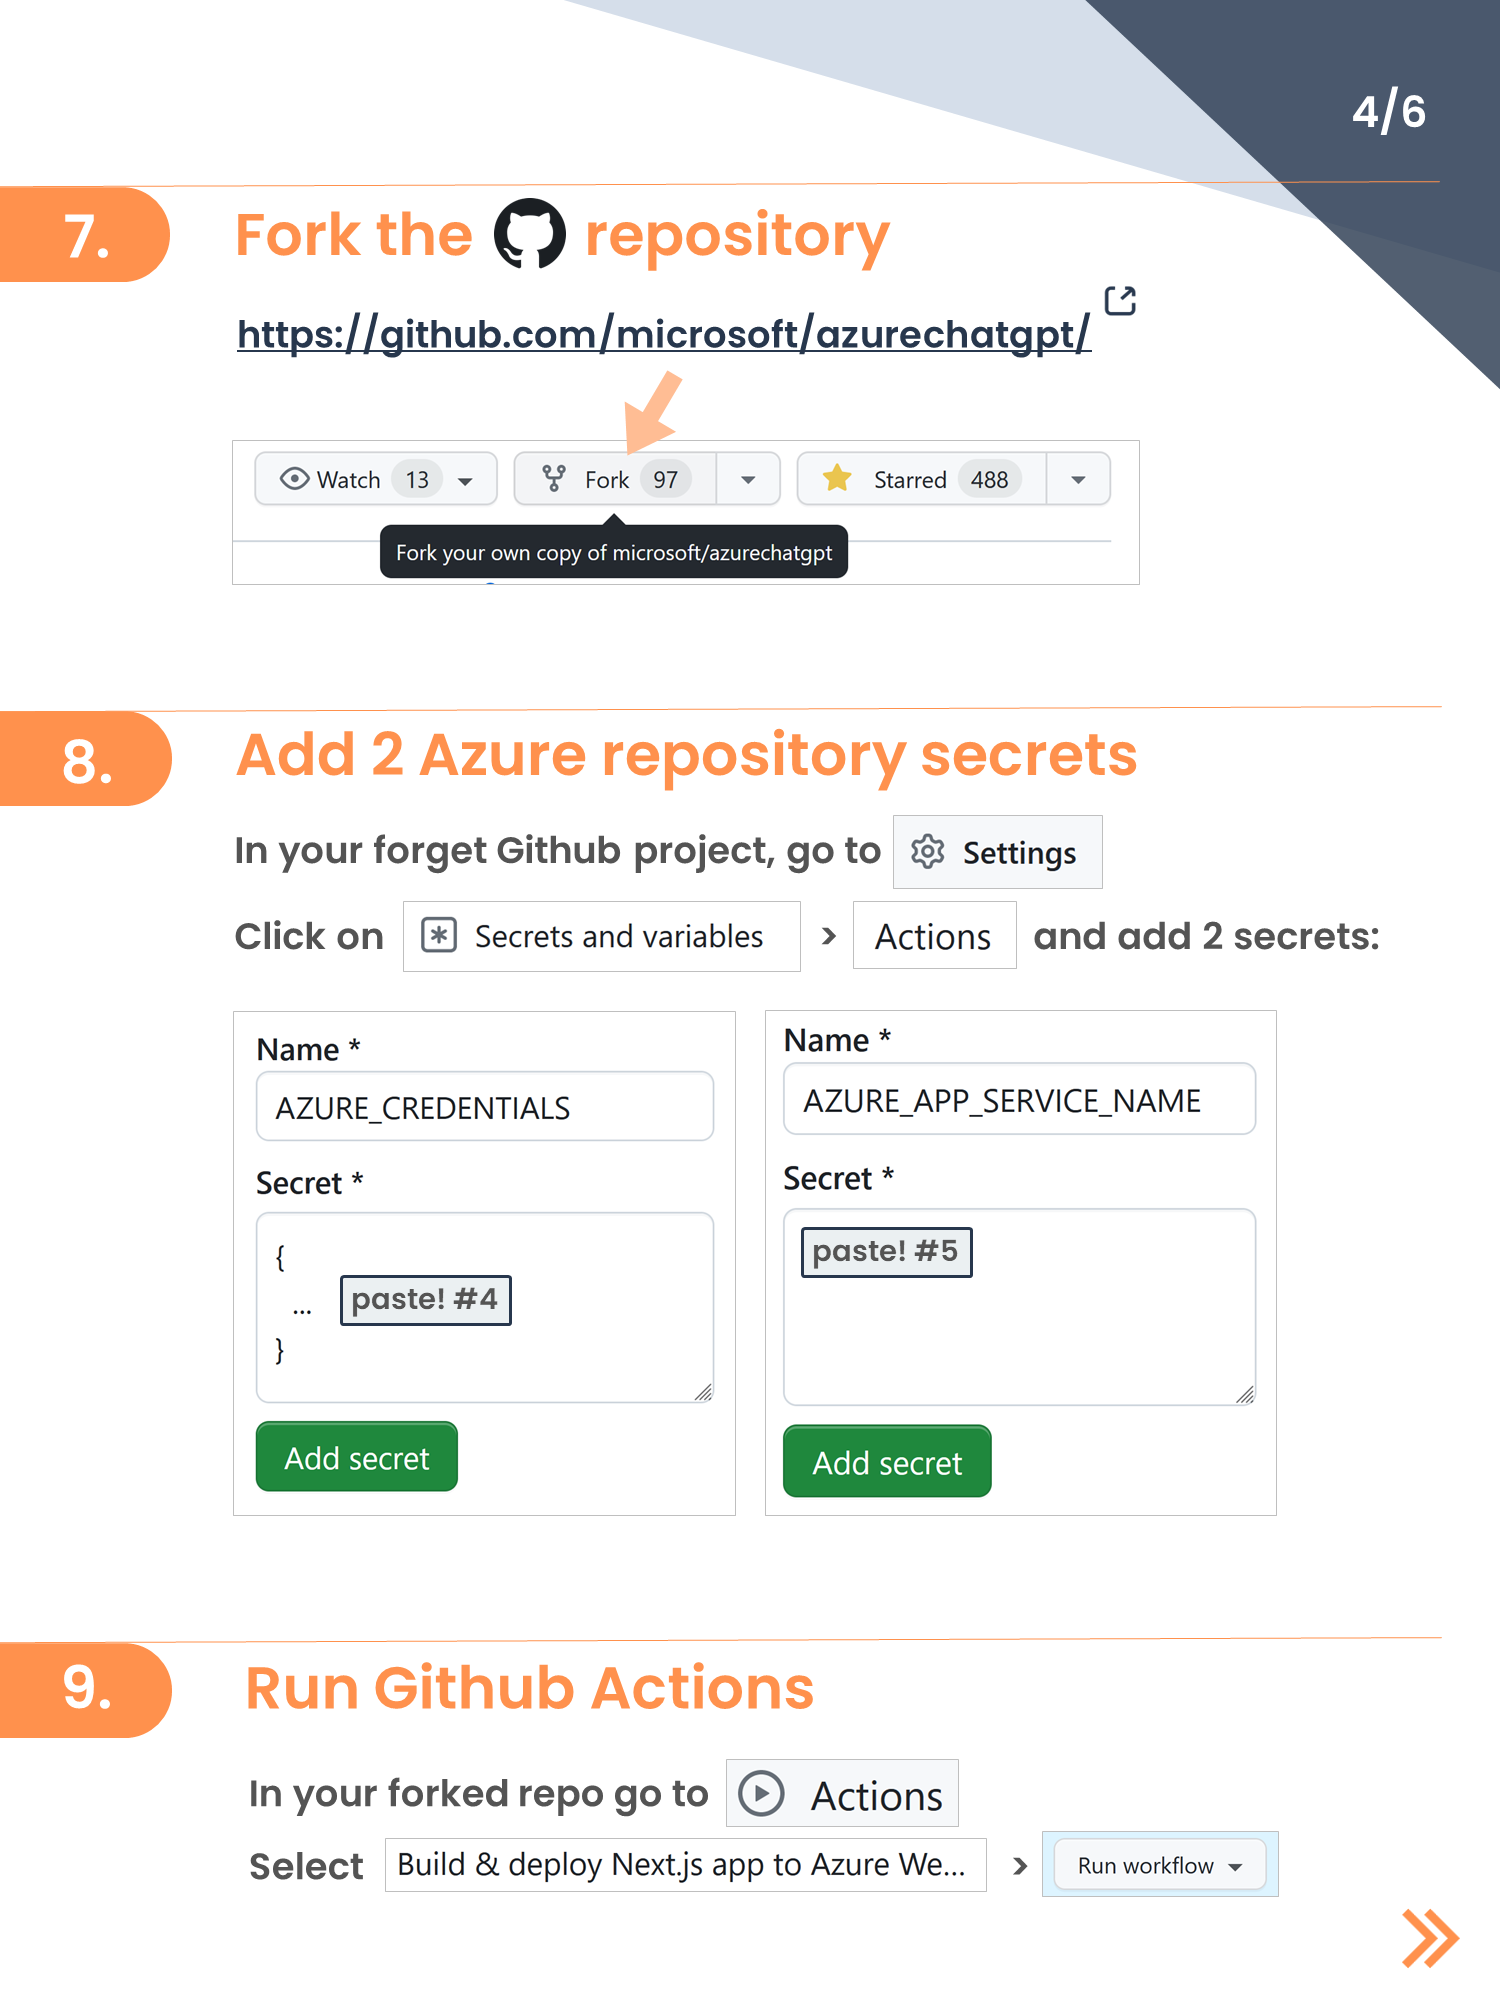 4/6
7.
Fork the repository
https://github.com/microsoft/azurechatgpt/
Watch 13 Fork 97 Starred 488
Fork your own copy of microsoft/azurechatgpt
8.
Add 2 Azure repository secrets
In your forget Github project, go to Settings
Click on Secrets and variables > Actions and add 2 secrets:
Name *
AZURE_CREDENTIALS
Secret *
{
... paste! #4
}
Add secret
Name *
AZURE_APP_SERVICE_NAME
Secret *
paste! #5
Add secret
9.
Run Github Actions
In your forked repo go to Actions
Select Build & deploy Next.js app to Azure We... > Run workflow